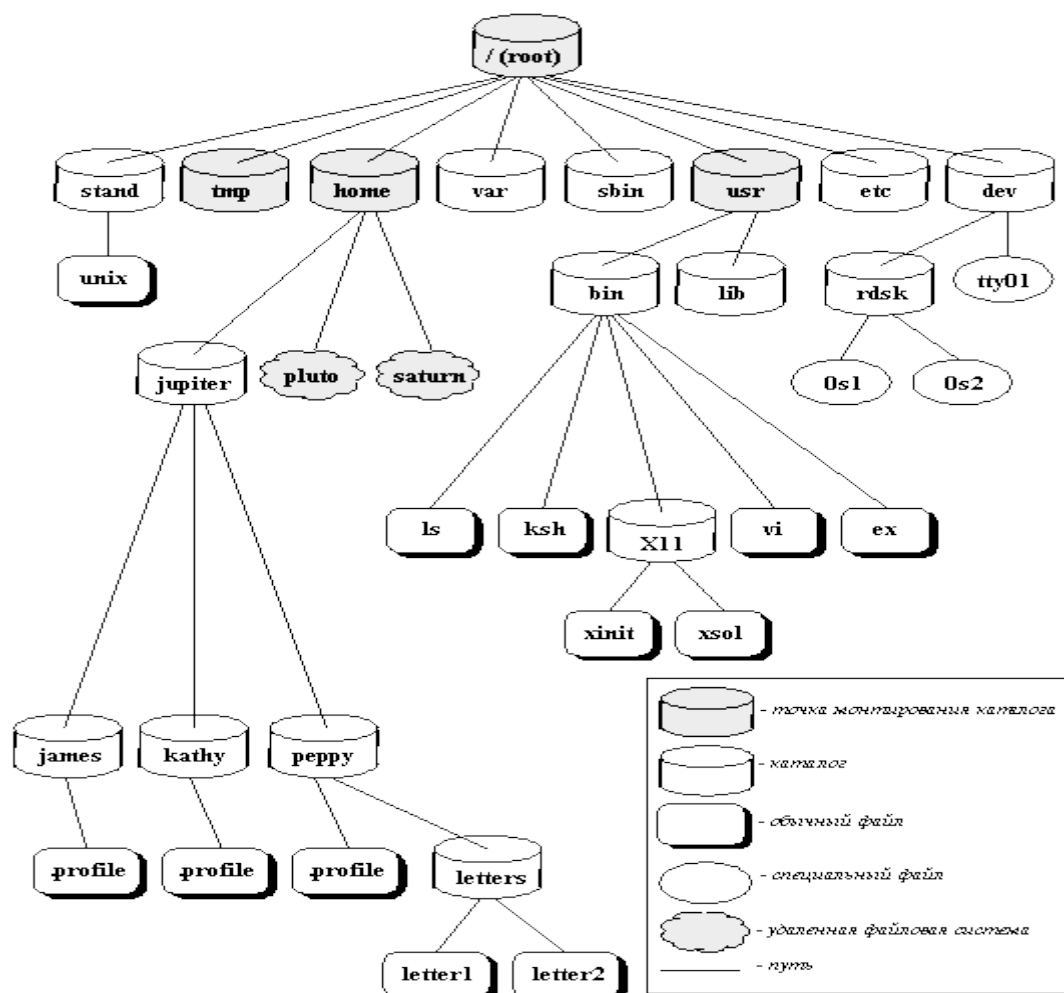 / (root)
stand tmp home var sbin usr etc dev
unix bin lib rdsk tty01
jupiter pluto saturn 0s1 0s2
ls ksh X11 vi ex
xinit xsol
james kathy peppy
.profile .profile .profile letters
letter1 letter2
- точка монтирования каталога
- каталог
- обычный файл
- специальный файл
- удаленная файловая система
- путь